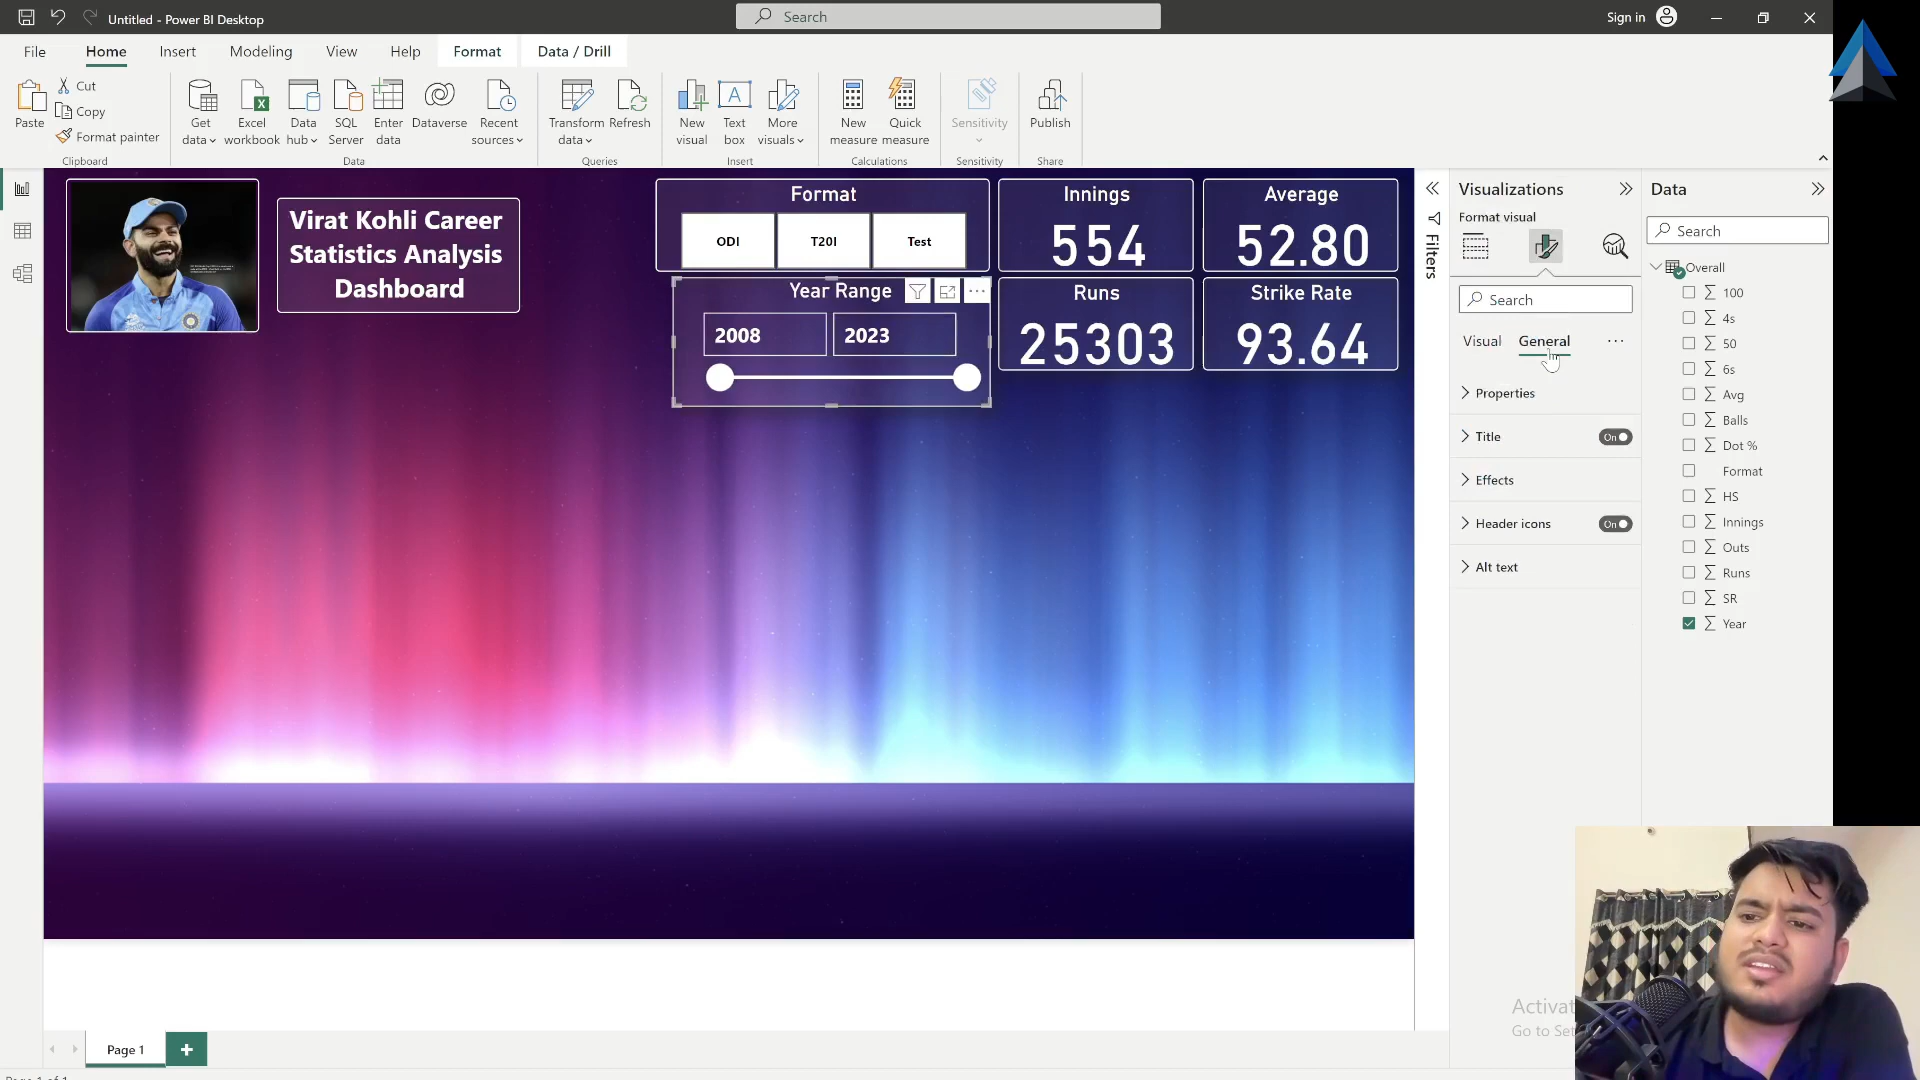 Untitled - Power BI Desktop
Search
Sign in
File
Home
Insert
Modeling
View
Help
Format
Data / Drill
Paste
Cut
Copy
Format painter
Get data
Excel workbook
Data hub
SQL Server
Enter data
Dataverse
Recent sources
Transform data
Refresh
New visual
Text box
More visuals
New measure
Quick measure
Sensitivity
Publish
Clipboard
Data
Queries
Insert
Calculations
Sensitivity
Share
Virat Kohli Career
Statistics Analysis
Dashboard
Format
ODI
T20I
Test
Year Range
2008
2023
Innings
554
Average
52.80
Runs
25303
Strike Rate
93.64
Filters
Visualizations
Format visual
Search
Visual
General
Properties
Title
On
Effects
Header icons
On
Alt text
Data
Search
Overall
100
4s
50
6s
Avg
Balls
Dot %
Format
HS
Innings
Outs
Runs
SR
Year
Page 1
Page 1 of 1